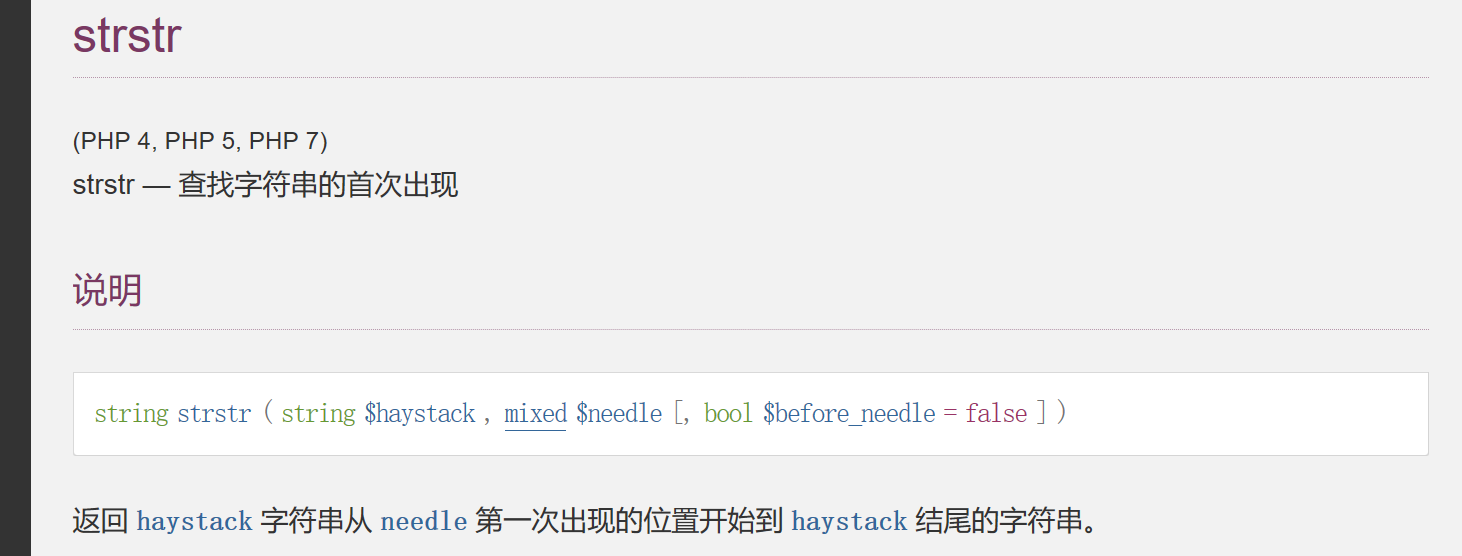 strstr
(PHP 4, PHP 5, PHP 7)
strstr — 查找字符串的首次出现
说明
string strstr ( string $haystack , mixed $needle [, bool $before_needle = false ] )
返回 haystack 字符串从 needle 第一次出现的位置开始到 haystack 结尾的字符串。